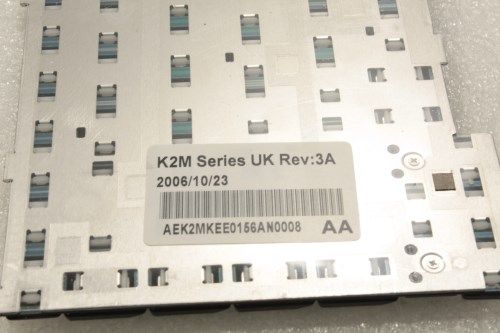 K2M Series UK Rev:3A
2006/10/23
AEK2MKEE0156AN0008 AA